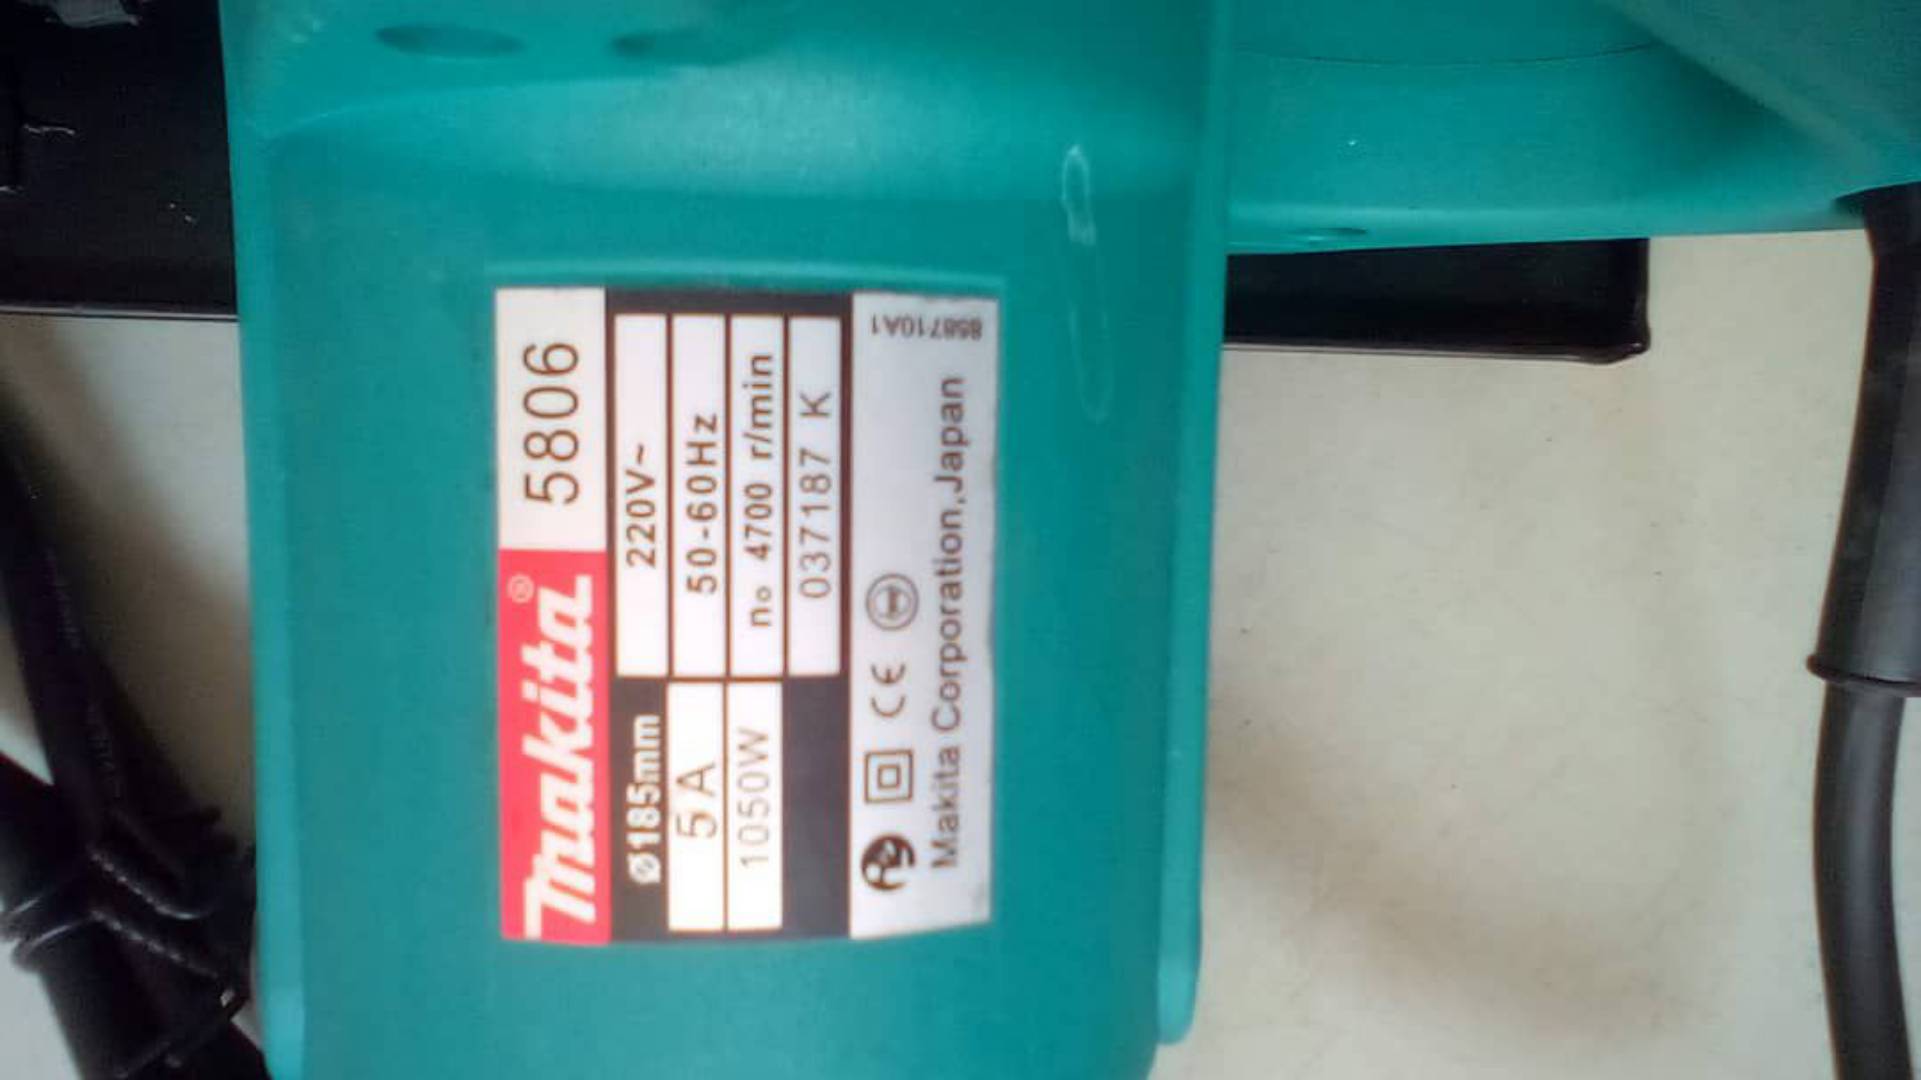 Makita® 5806
ø185mm 220V~
5A 50-60Hz
1050W n₀ 4700 r/min
037187 K
CE
Makita Corporation,Japan
858710A1